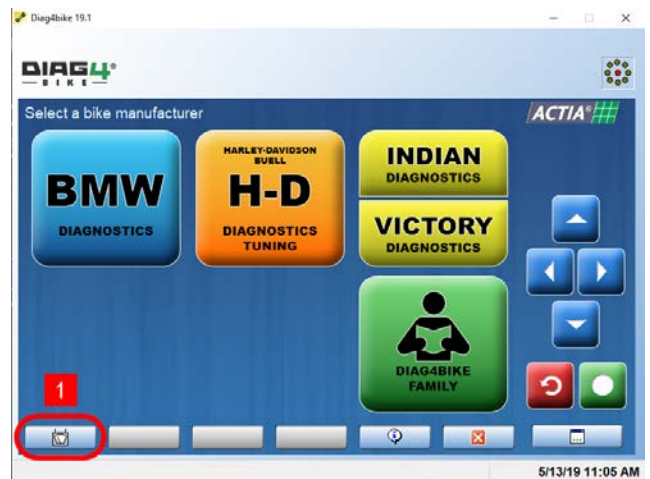 Diag4bike 19.1
DIAG4®
BIKE
Select a bike manufacturer
ACTIA®
BMW
DIAGNOSTICS
HARLEY-DAVIDSON
BUELL
H-D
DIAGNOSTICS
TUNING
INDIAN
DIAGNOSTICS
VICTORY
DIAGNOSTICS
DIAG4BIKE
FAMILY
1
5/13/19 11:05 AM